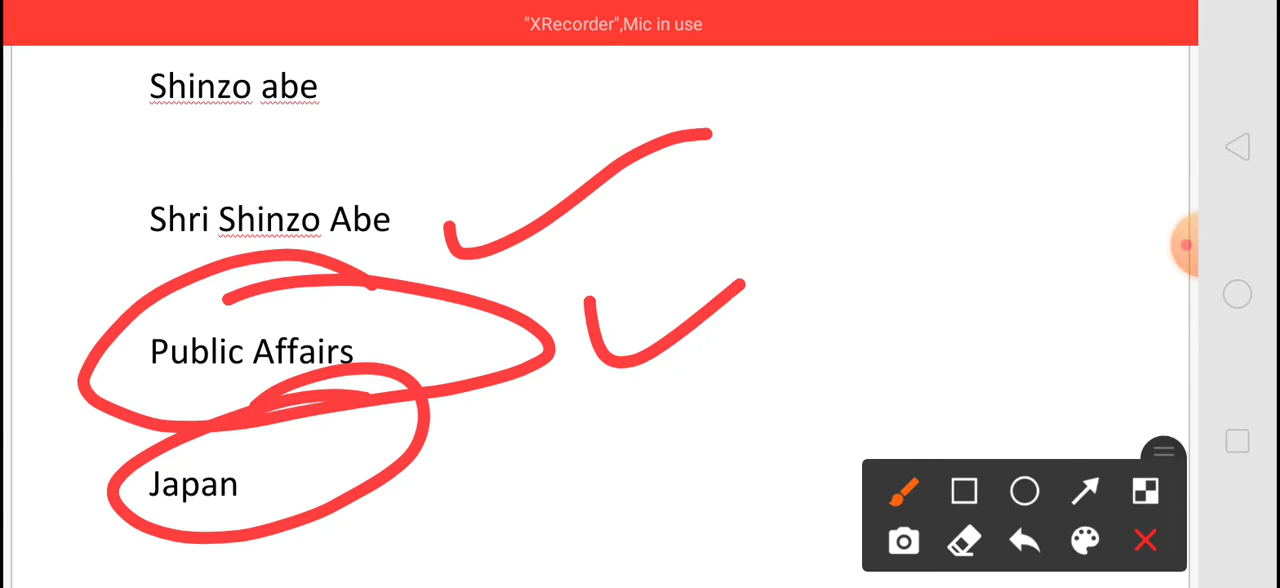 "XRecorder",Mic in use
Shinzo abe
Shri Shinzo Abe
Public Affairs
Japan